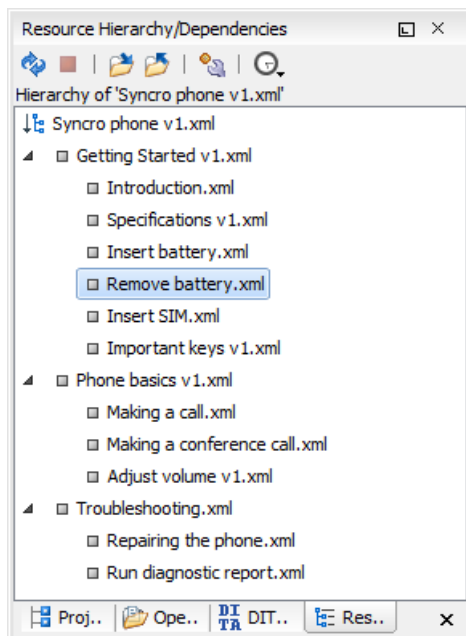 Resource Hierarchy/Dependencies
Hierarchy of 'Syncro phone v1.xml'
Syncro phone v1.xml
Getting Started v1.xml
Introduction.xml
Specifications v1.xml
Insert battery.xml
Remove battery.xml
Insert SIM.xml
Important keys v1.xml
Phone basics v1.xml
Making a call.xml
Making a conference call.xml
Adjust volume v1.xml
Troubleshooting.xml
Repairing the phone.xml
Run diagnostic report.xml
Proj.. Ope.. DITA DIT.. Res..